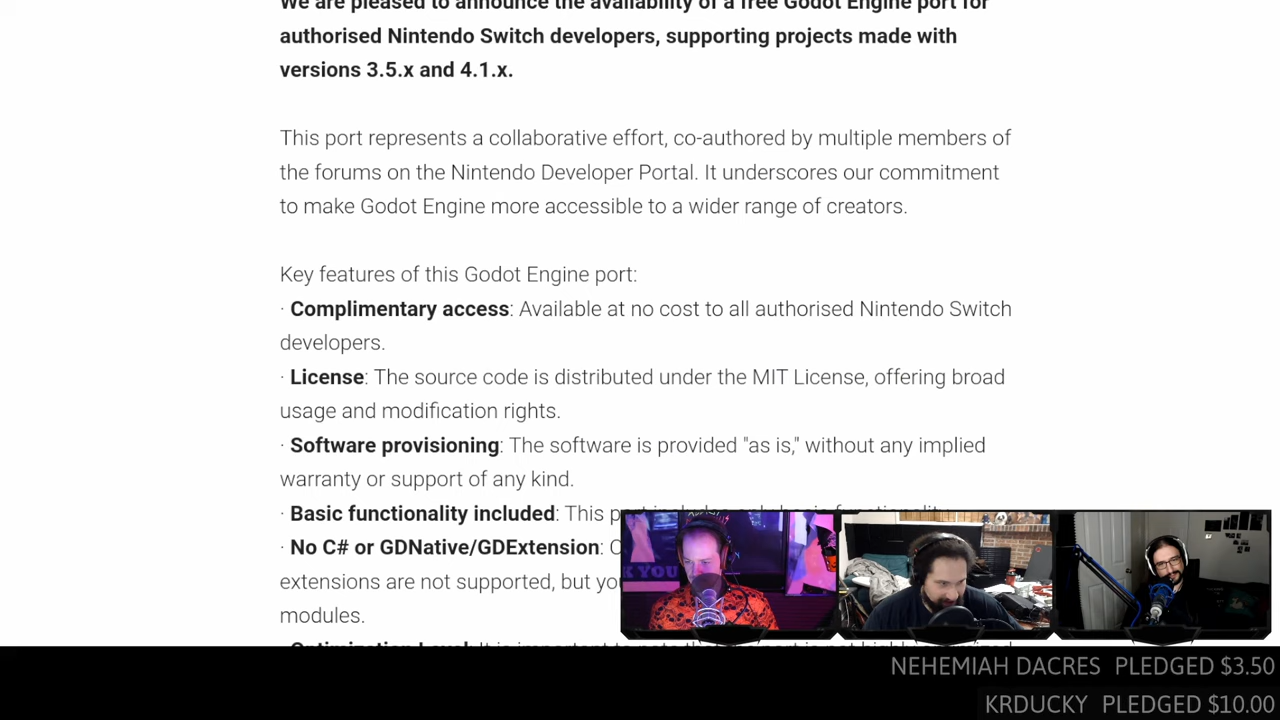 We are pleased to announce the availability of a free Godot Engine port for
authorised Nintendo Switch developers, supporting projects made with
versions 3.5.x and 4.1.x.
This port represents a collaborative effort, co-authored by multiple members of
the forums on the Nintendo Developer Portal. It underscores our commitment
to make Godot Engine more accessible to a wider range of creators.
Key features of this Godot Engine port:
· Complimentary access: Available at no cost to all authorised Nintendo Switch
developers.
· License: The source code is distributed under the MIT License, offering broad
usage and modification rights.
· Software provisioning: The software is provided "as is," without any implied
warranty or support of any kind.
· Basic functionality included: This
· No C# or GDNative/GDExtension:
extensions are not supported, but
modules.
K YOU
NEHEMIAH DACRES PLEDGED $3.50
KRDUCKY PLEDGED $10.00